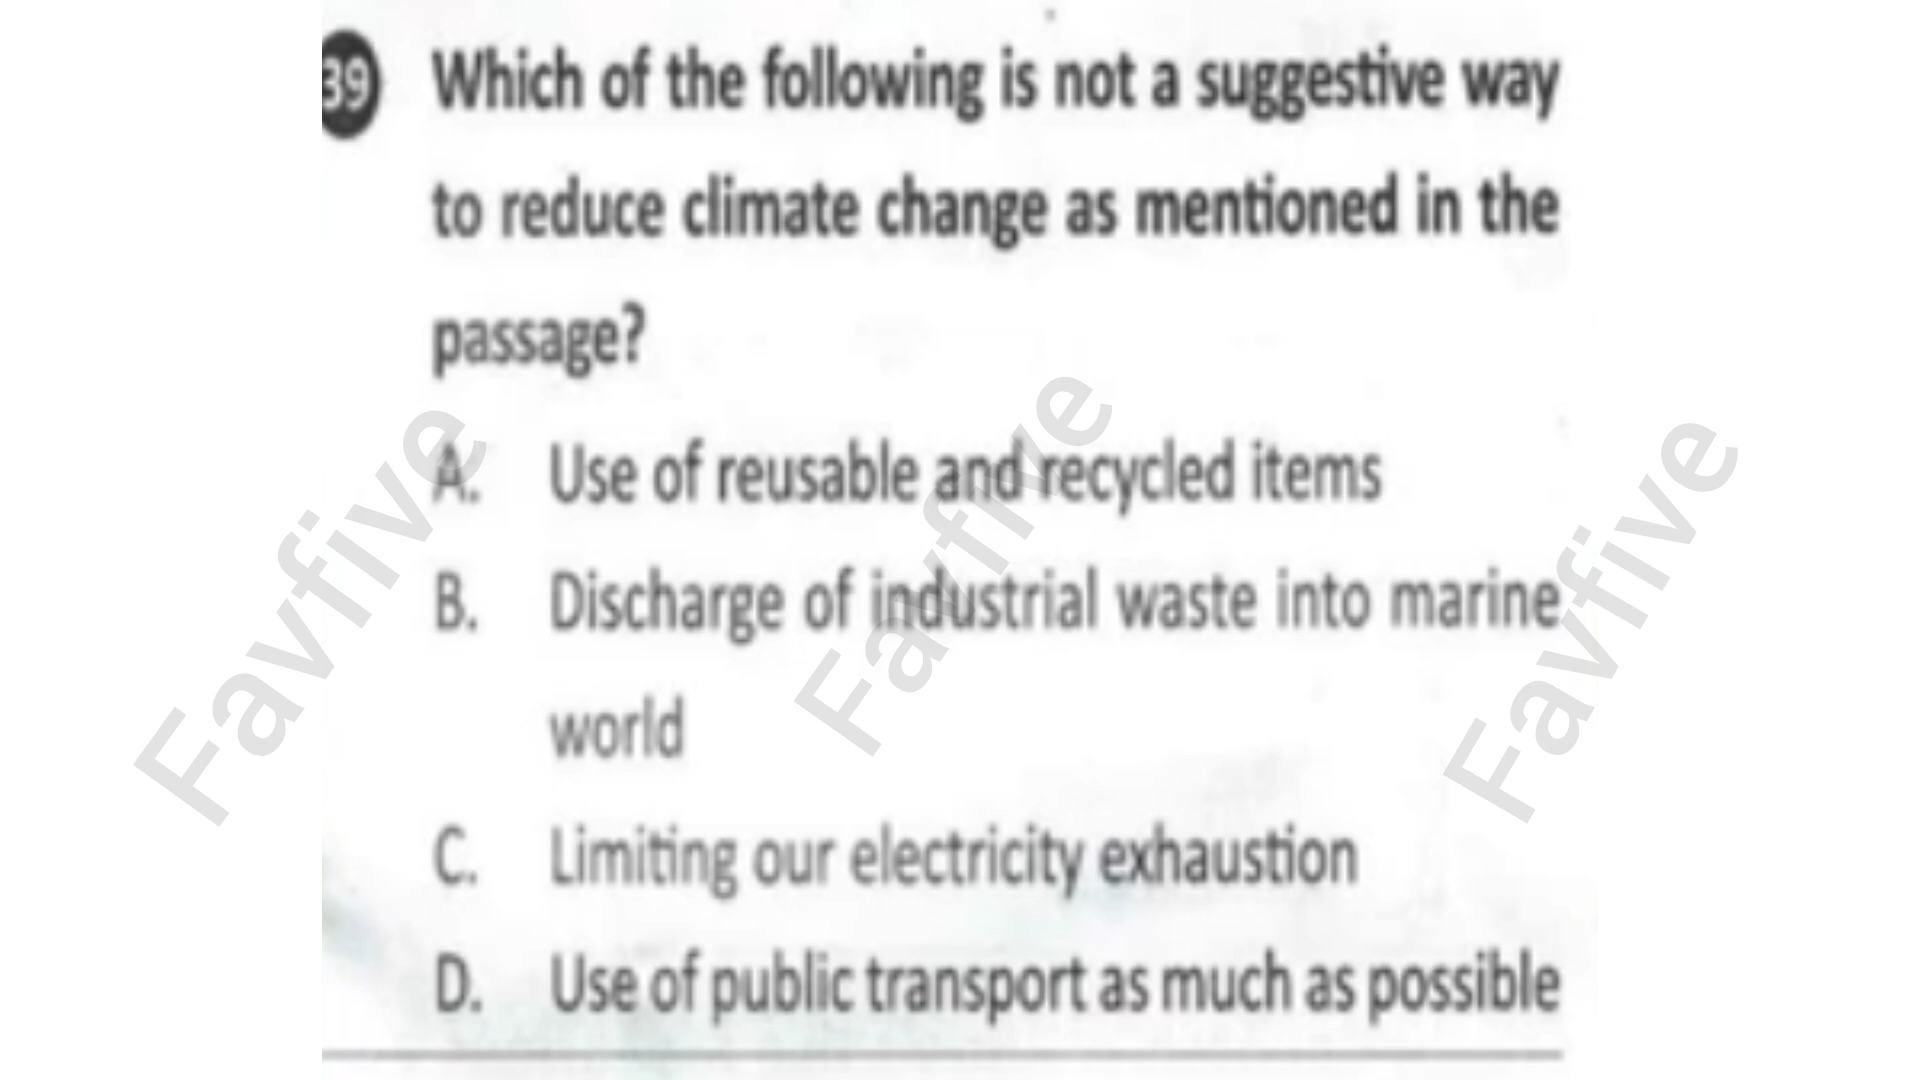 39 Which of the following is not a suggestive way
to reduce climate change as mentioned in the
passage?
A. Use of reusable and recycled items
B. Discharge of industrial waste into marine
world
C. Limiting our electricity exhaustion
D. Use of public transport as much as possible
Favfive
Favfive
Favfive